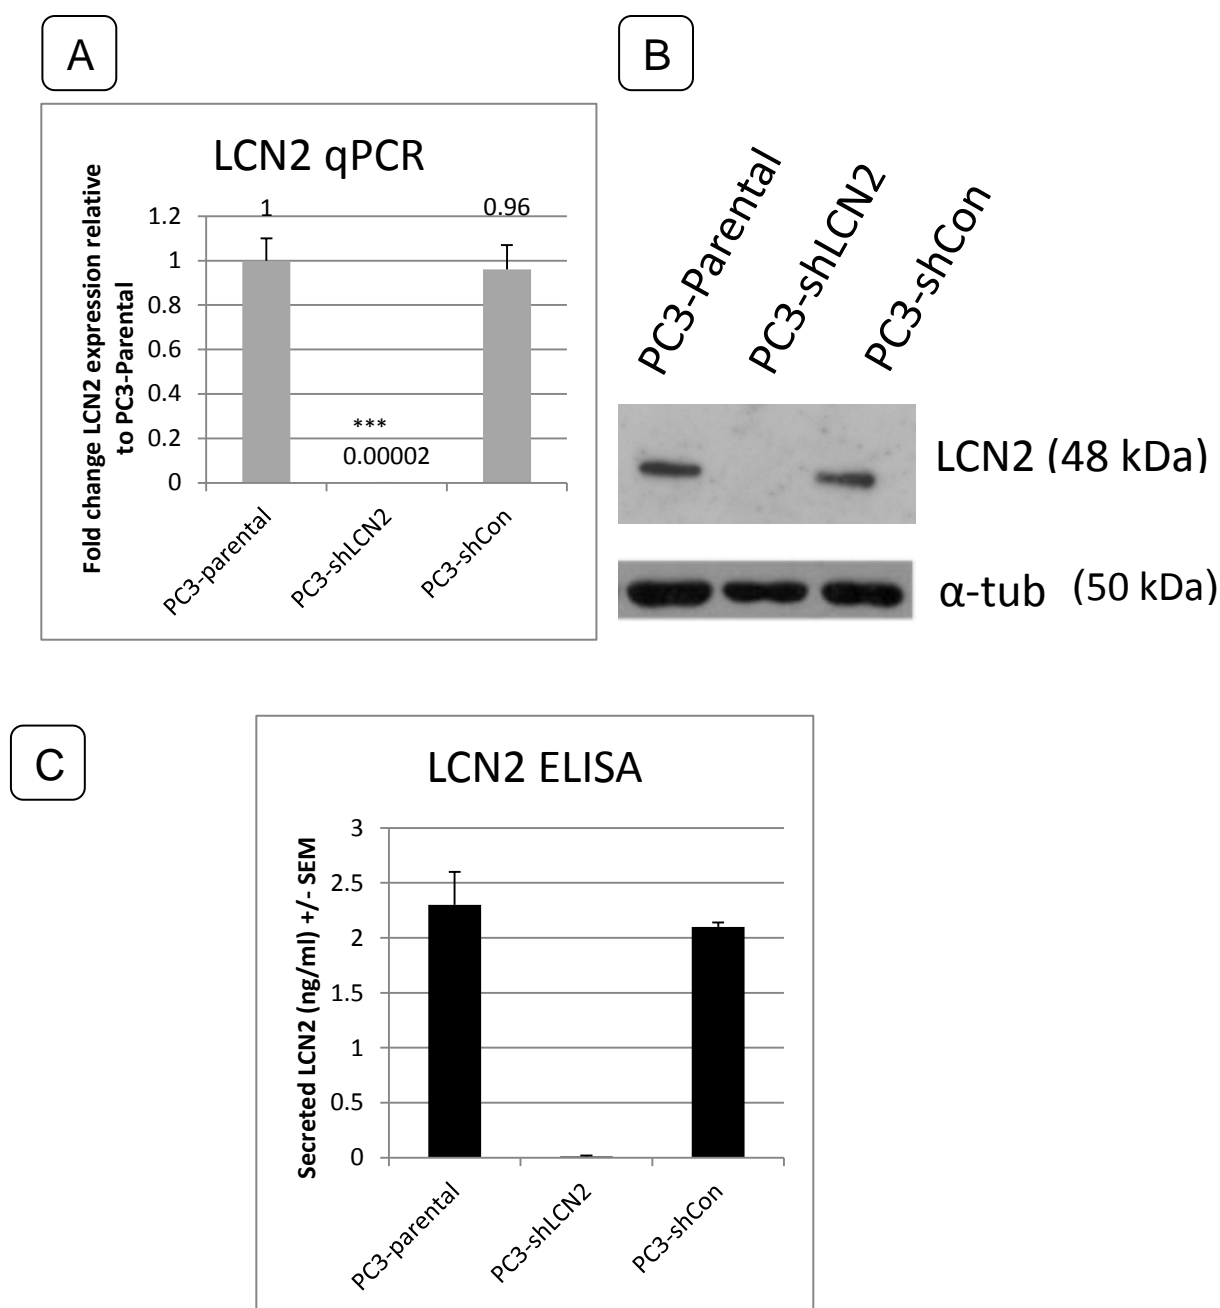 A
LCN2 qPCR
Fold change LCN2 expression relative
to PC3-Parental
1.2
1
0.8
0.6
0.4
0.2
0
1
***
0.00002
0.96
PC3-parental
PC3-shLCN2
PC3-shCon
B
PC3-Parental
PC3-shLCN2
PC3-shCon
LCN2 (48 kDa)
α-tub (50 kDa)
C
LCN2 ELISA
Secreted LCN2 (ng/ml) +/- SEM
3
2.5
2
1.5
1
0.5
0
PC3-parental
PC3-shLCN2
PC3-shCon